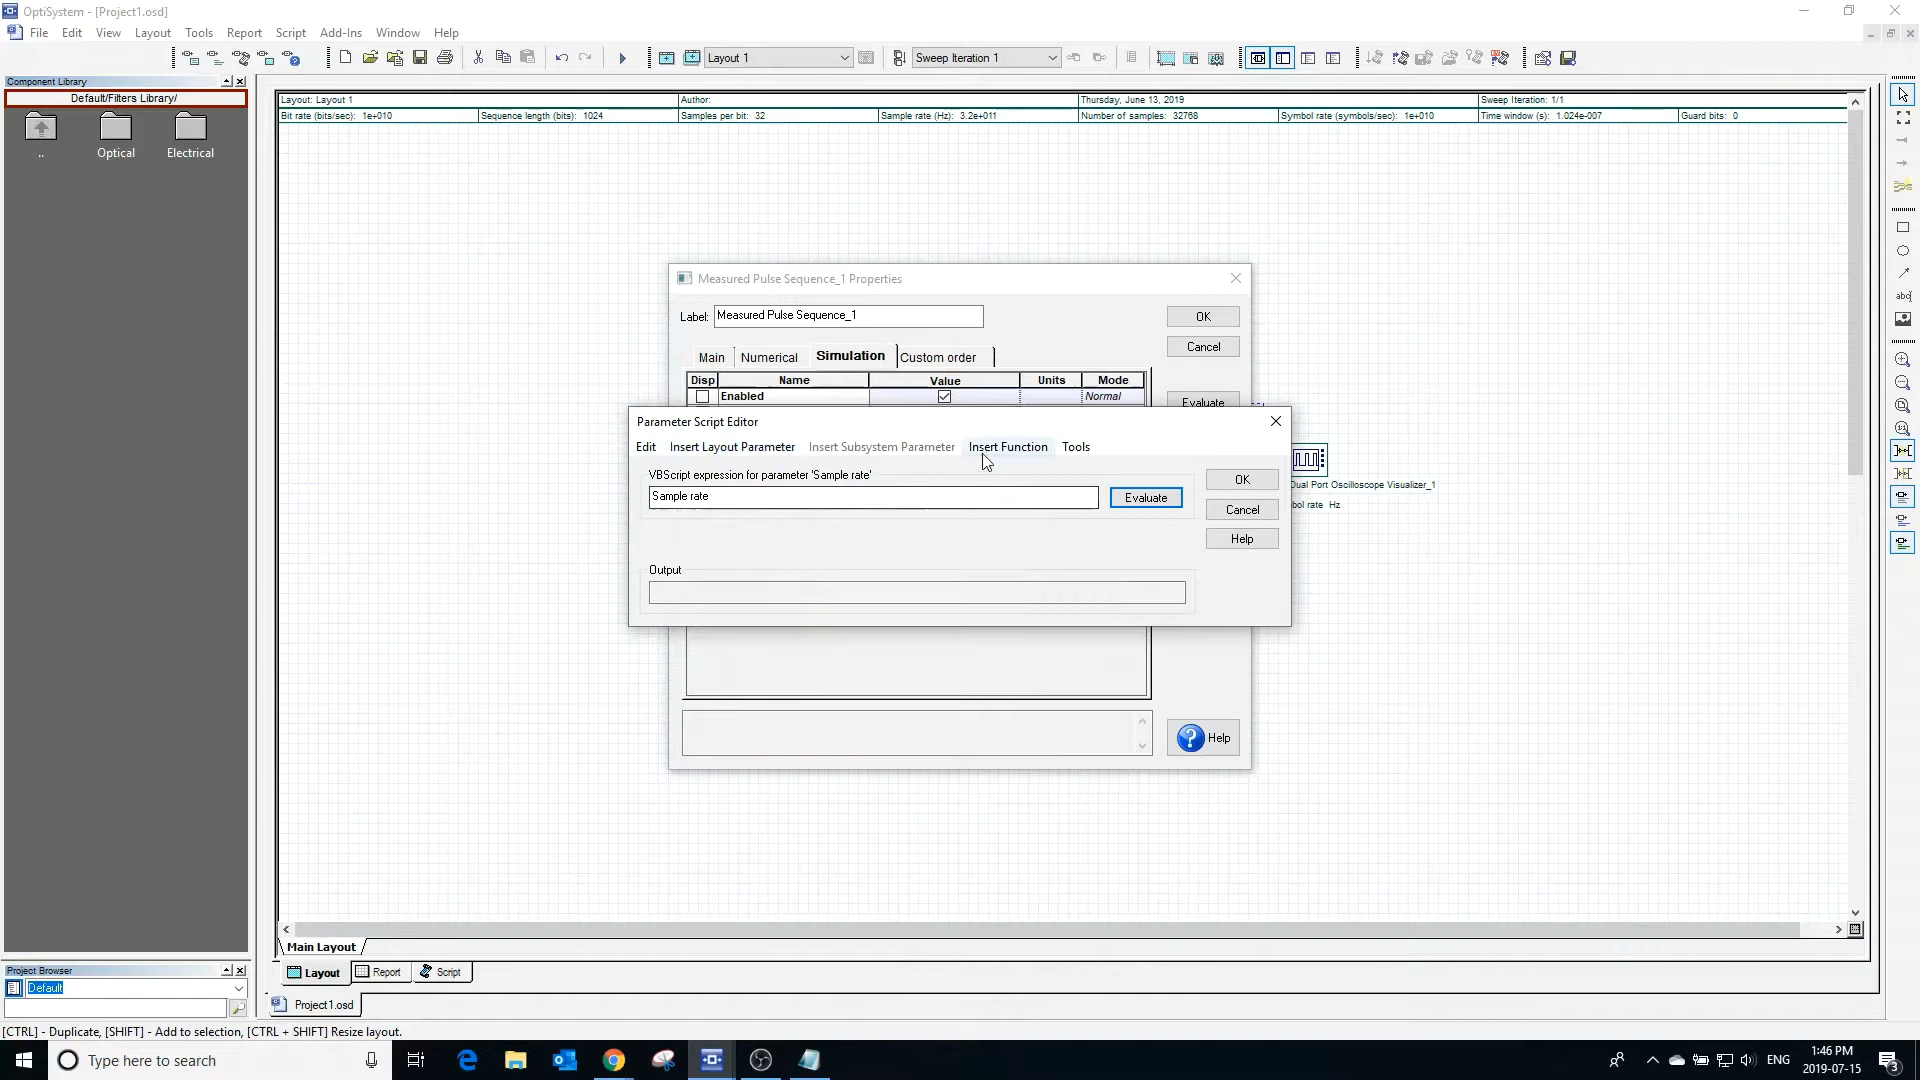 OptiSystem - [Project1.osd]
File Edit View Layout Tools Report Script Add-Ins Window Help
Layout 1
Sweep Iteration 1
Component Library
Default/Filters Library/
..
Optical
Electrical
Layout: Layout 1
Author:
Thursday, June 13, 2019
Sweep Iteration: 1/1
Bit rate (bits/sec): 1e+010
Sequence length (bits): 1024
Samples per bit: 32
Sample rate (Hz): 3.2e+011
Number of samples: 32768
Symbol rate (symbols/sec): 1e+010
Time window (s): 1.024e-007
Guard bits: 0
Measured Pulse Sequence_1 Properties
Label: Measured Pulse Sequence_1
OK
Cancel
Main Numerical Simulation Custom order
Disp Name Value Units Mode
Enabled Normal
Evaluate
Parameter Script Editor
Edit Insert Layout Parameter Insert Subsystem Parameter Insert Function Tools
VBScript expression for parameter 'Sample rate'
Sample rate
Evaluate
OK
Cancel
Help
Output
Dual Port Oscilloscope Visualizer_1
bol rate Hz
Help
abc
1:1
Main Layout
Layout Report Script
Project1.osd
Project Browser
Default
[CTRL] - Duplicate, [SHIFT] - Add to selection, [CTRL + SHIFT] Resize layout.
Type here to search
ENG
1:46 PM
2019-07-15
3